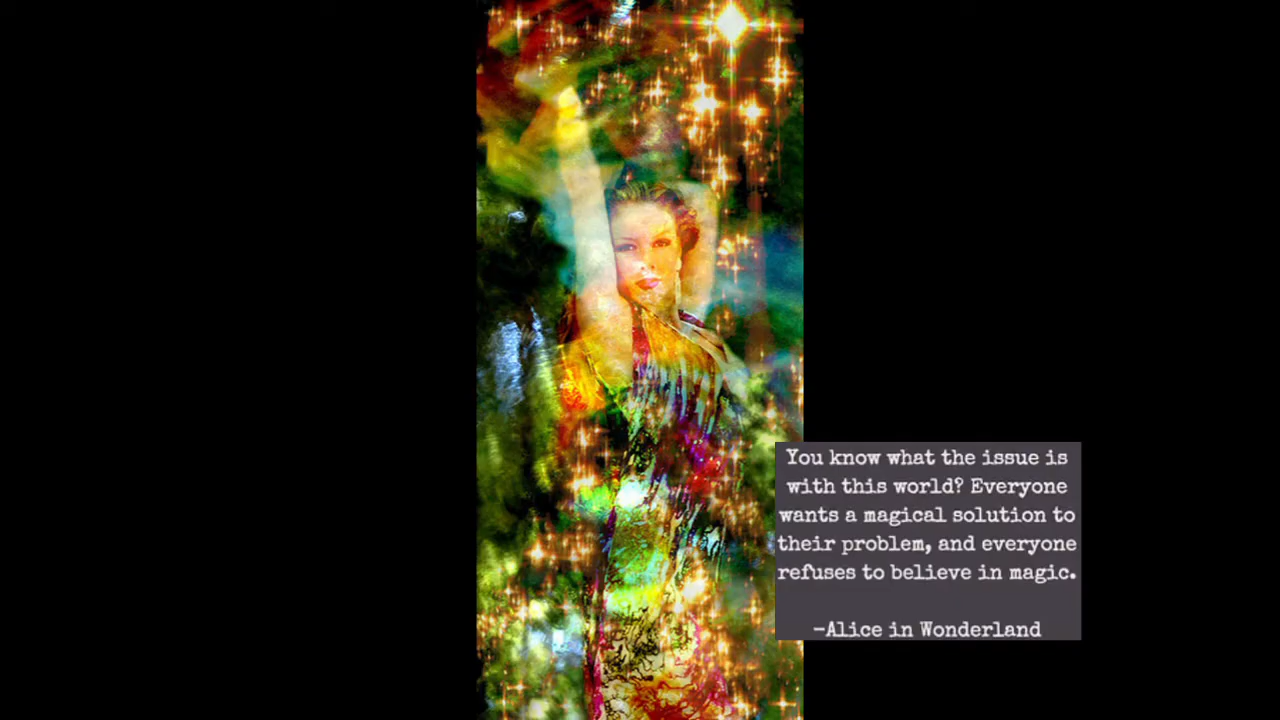 You know what the issue is
with this world? Everyone
wants a magical solution to
their problem, and everyone
refuses to believe in magic.
-Alice in Wonderland